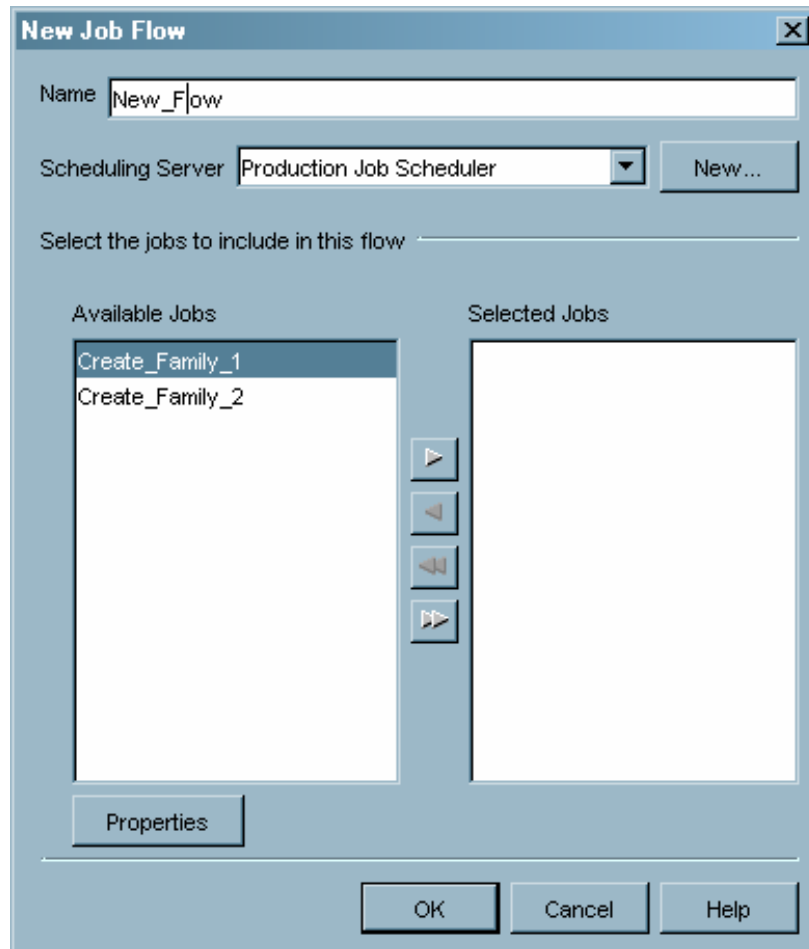 New Job Flow
Name New_Flow
Scheduling Server Production Job Scheduler New...
Select the jobs to include in this flow
Available Jobs Selected Jobs
Create_Family_1
Create_Family_2
Properties
OK Cancel Help